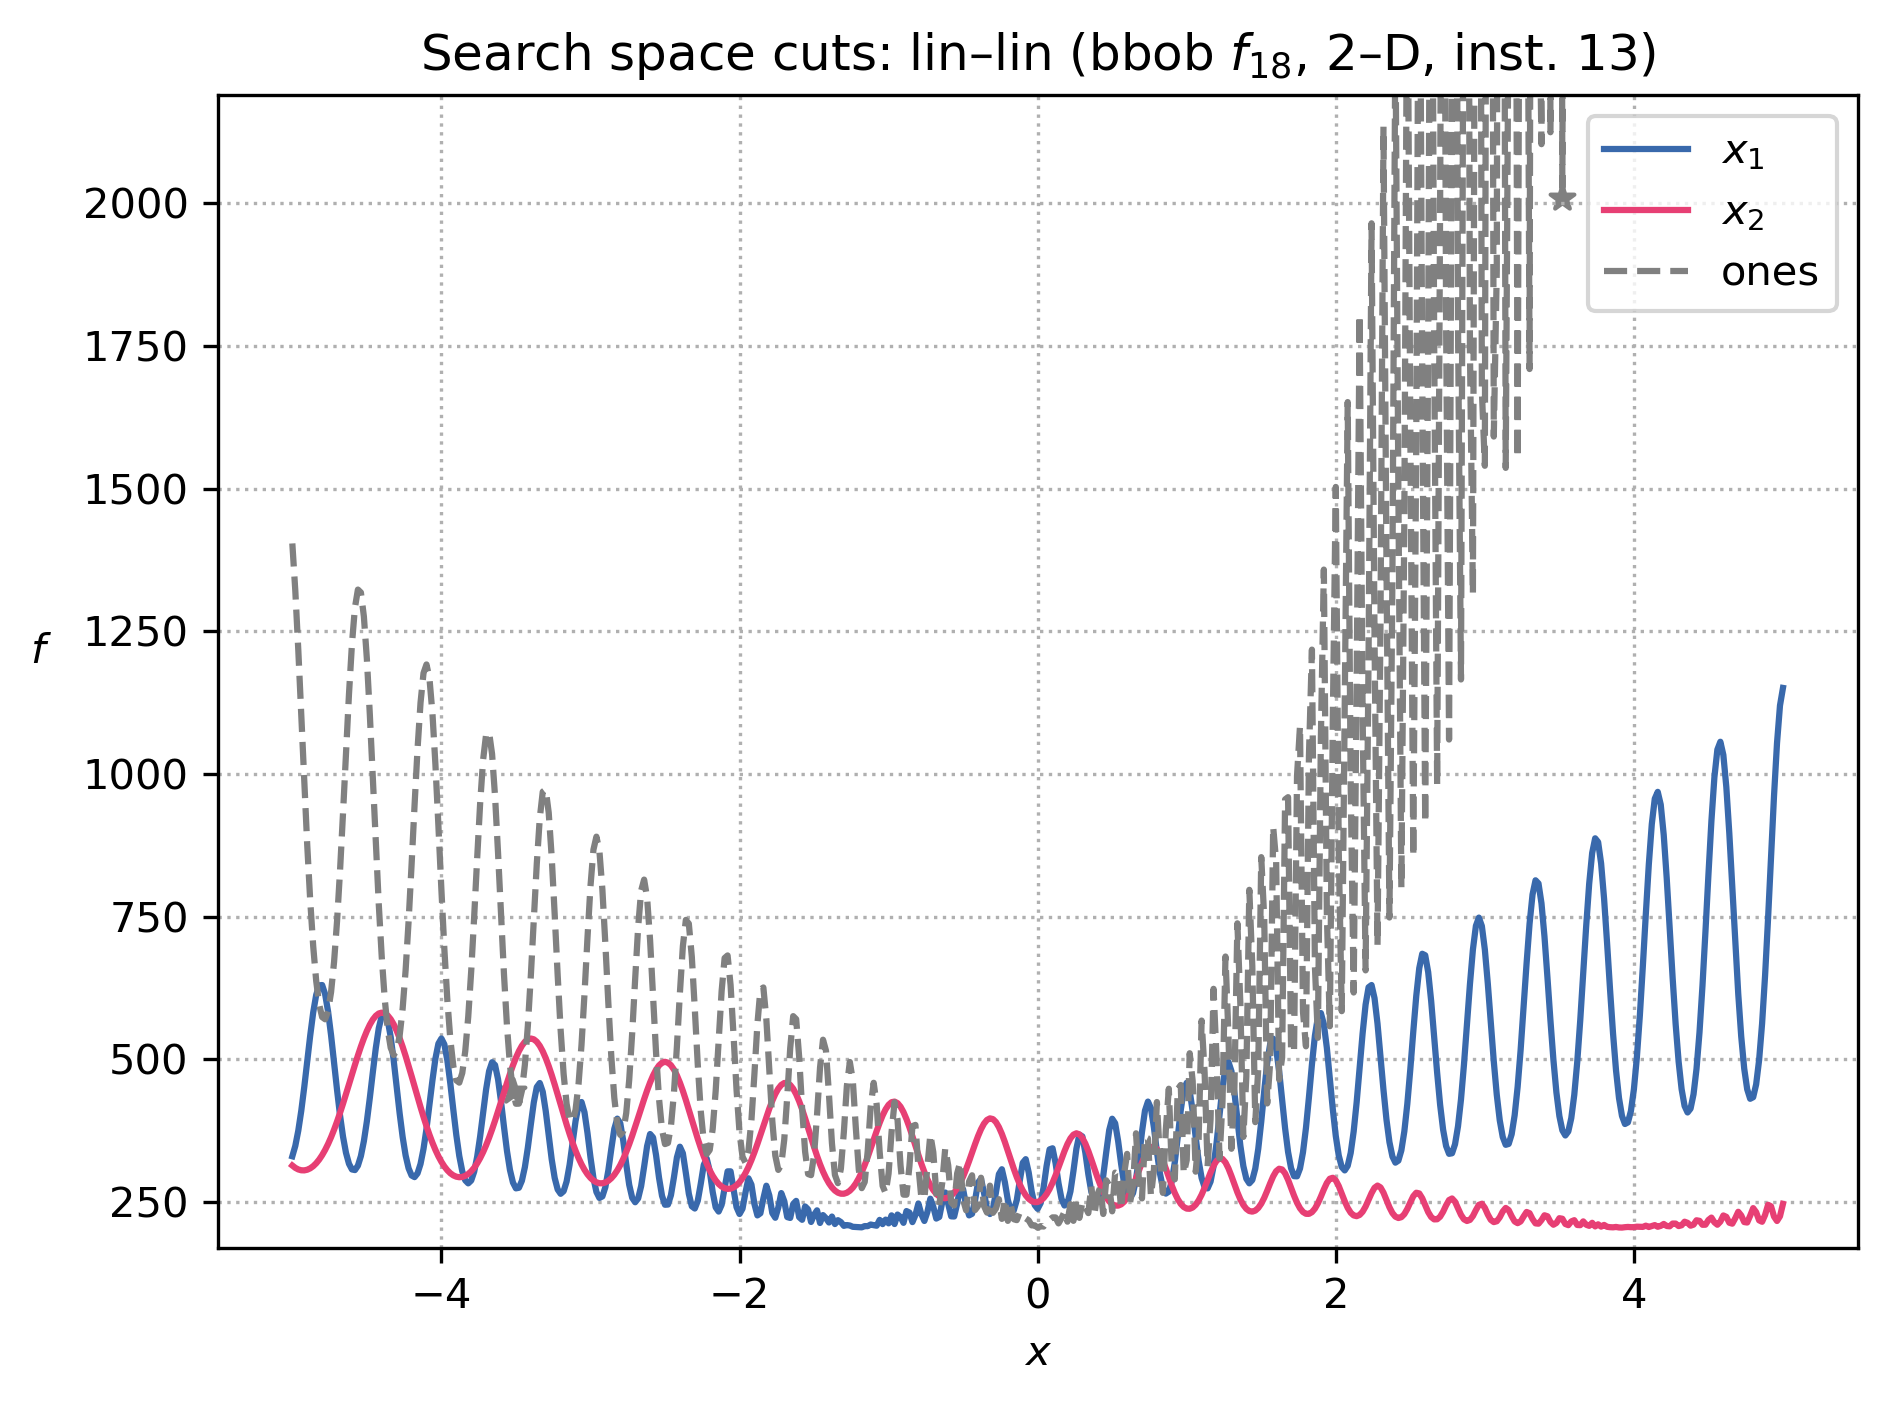 Search space cuts: lin–lin (bbob f₁₈, 2–D, inst. 13)
x₁
x₂
ones
2000
1750
1500
1250
1000
750
500
250
f
−4 −2 0 2 4
x